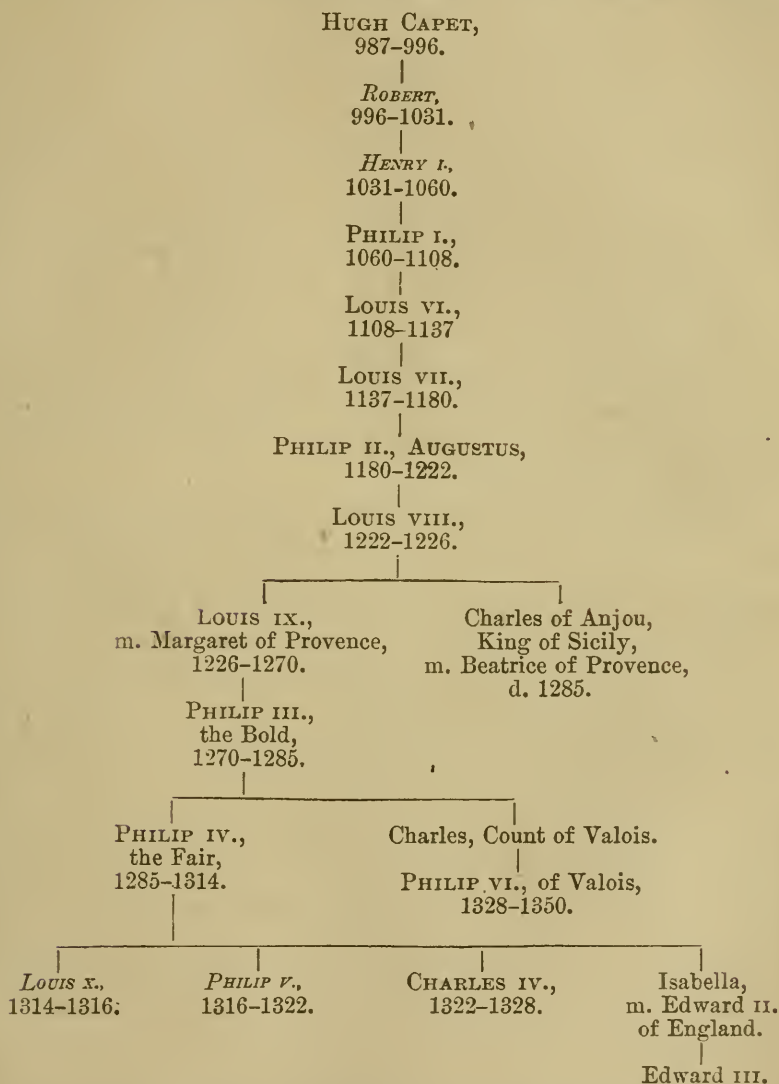 HUGH CAPET,
987–996.
ROBERT,
996–1031.
HENRY I.,
1031–1060.
PHILIP I.,
1060–1108.
LOUIS VI.,
1108–1137
LOUIS VII.,
1137–1180.
PHILIP II., AUGUSTUS,
1180–1222.
LOUIS VIII.,
1222–1226.
LOUIS IX.,
m. Margaret of Provence,
1226–1270.
Charles of Anjou,
King of Sicily,
m. Beatrice of Provence,
d. 1285.
PHILIP III.,
the Bold,
1270–1285.
PHILIP IV.,
the Fair,
1285–1314.
Charles, Count of Valois.
PHILIP VI., of Valois,
1328–1350.
LOUIS X.,
1314–1316.
PHILIP V.,
1316–1322.
CHARLES IV.,
1322–1328.
Isabella,
m. Edward II.
of England.
Edward III.